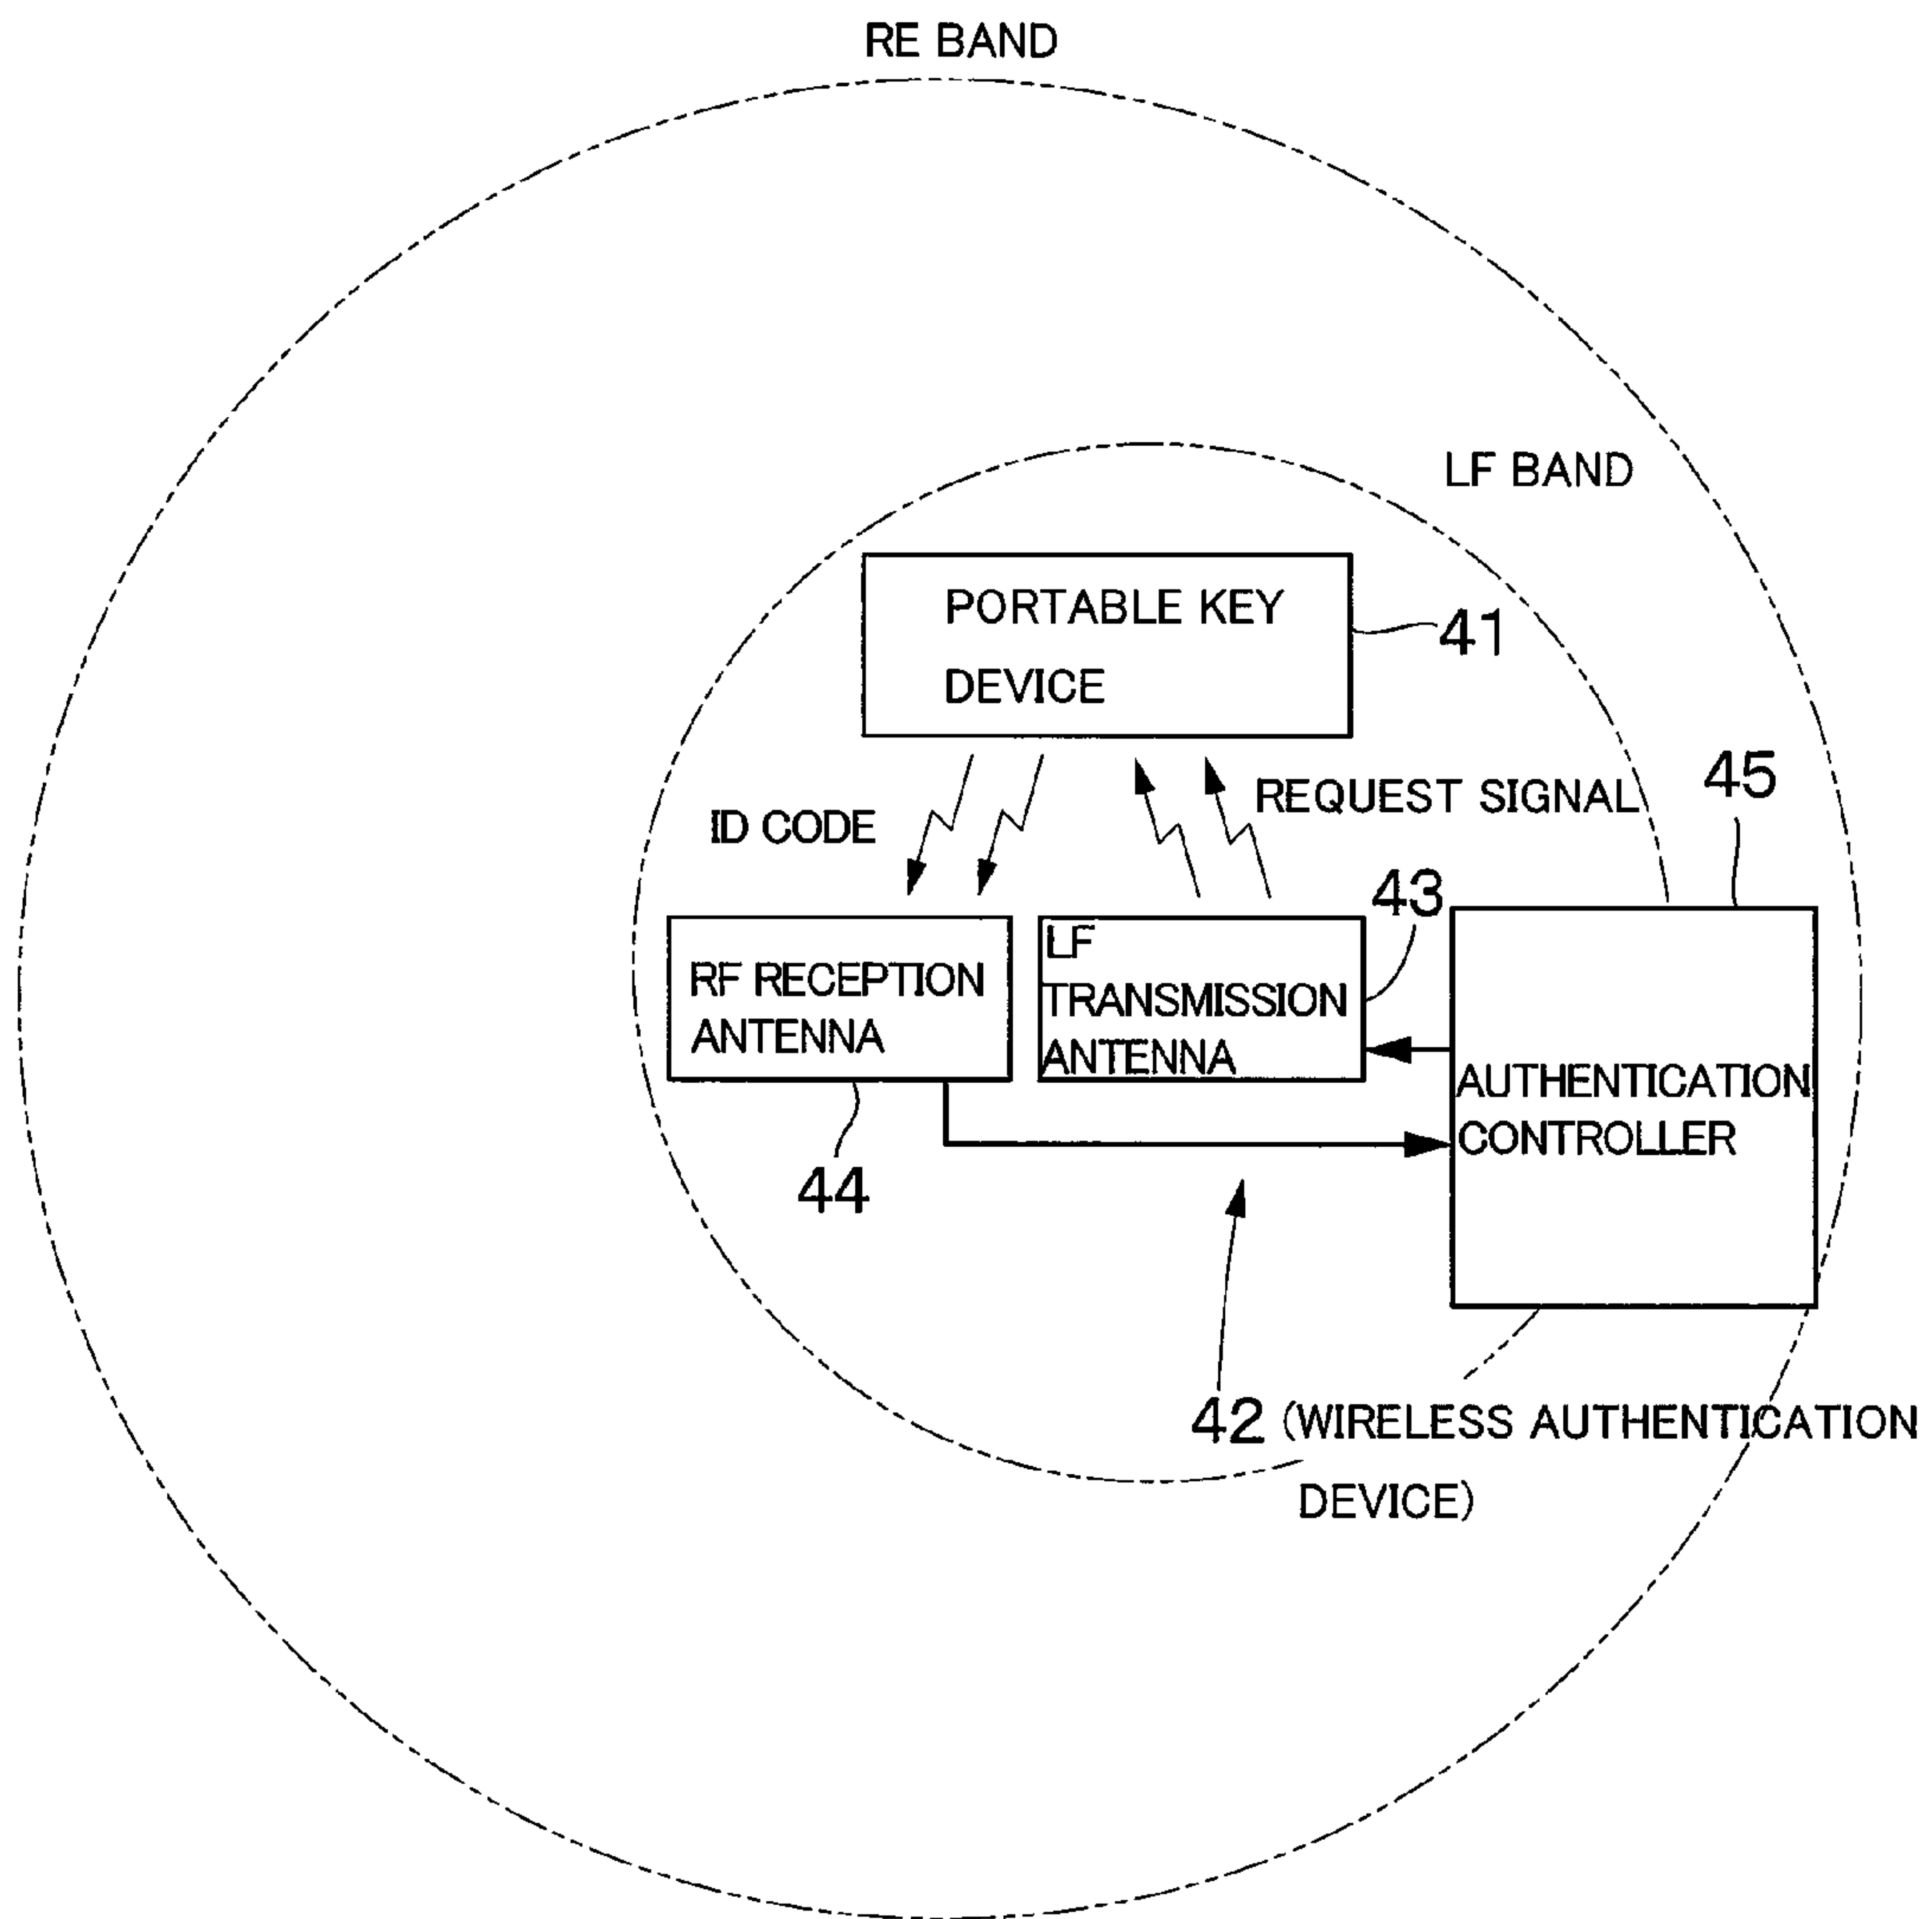 RE BAND
LF BAND
PORTABLE KEY
DEVICE
41
45
REQUEST SIGNAL
ID CODE
43
RF RECEPTION
ANTENNA
LF
TRANSMISSION
ANTENNA
AUTHENTICATION
CONTROLLER
44
42 (WIRELESS AUTHENTICATION
DEVICE)